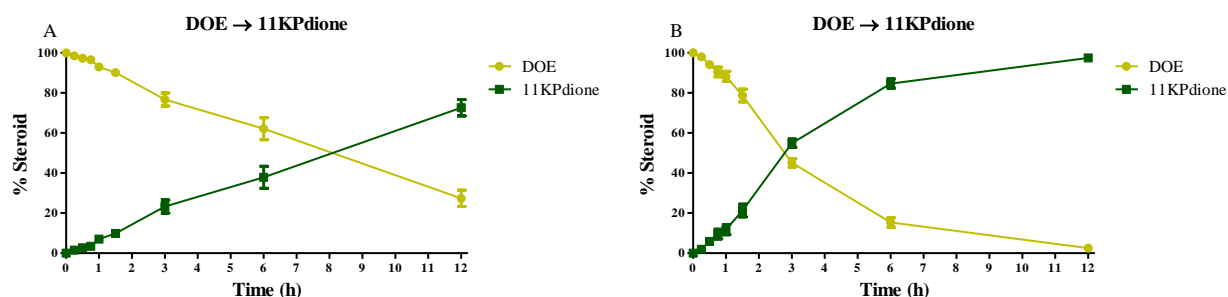 A
DOE → 11KPdione
100
80
60
40
20
0
% Steroid
0 1 2 3 4 5 6 7 8 9 10 11 12
Time (h)
DOE
11KPdione
B
DOE → 11KPdione
100
80
60
40
20
0
% Steroid
0 1 2 3 4 5 6 7 8 9 10 11 12
Time (h)
DOE
11KPdione